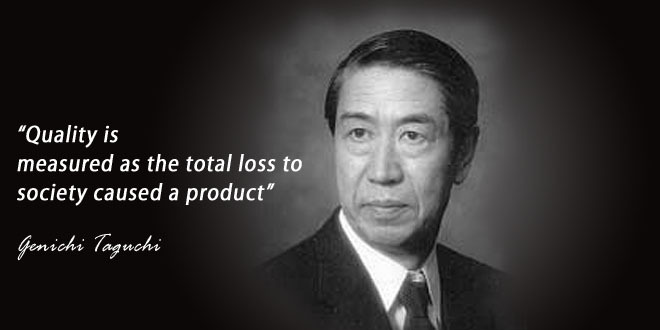 “Quality is
measured as the total loss to
society caused a product”
Genichi Taguchi